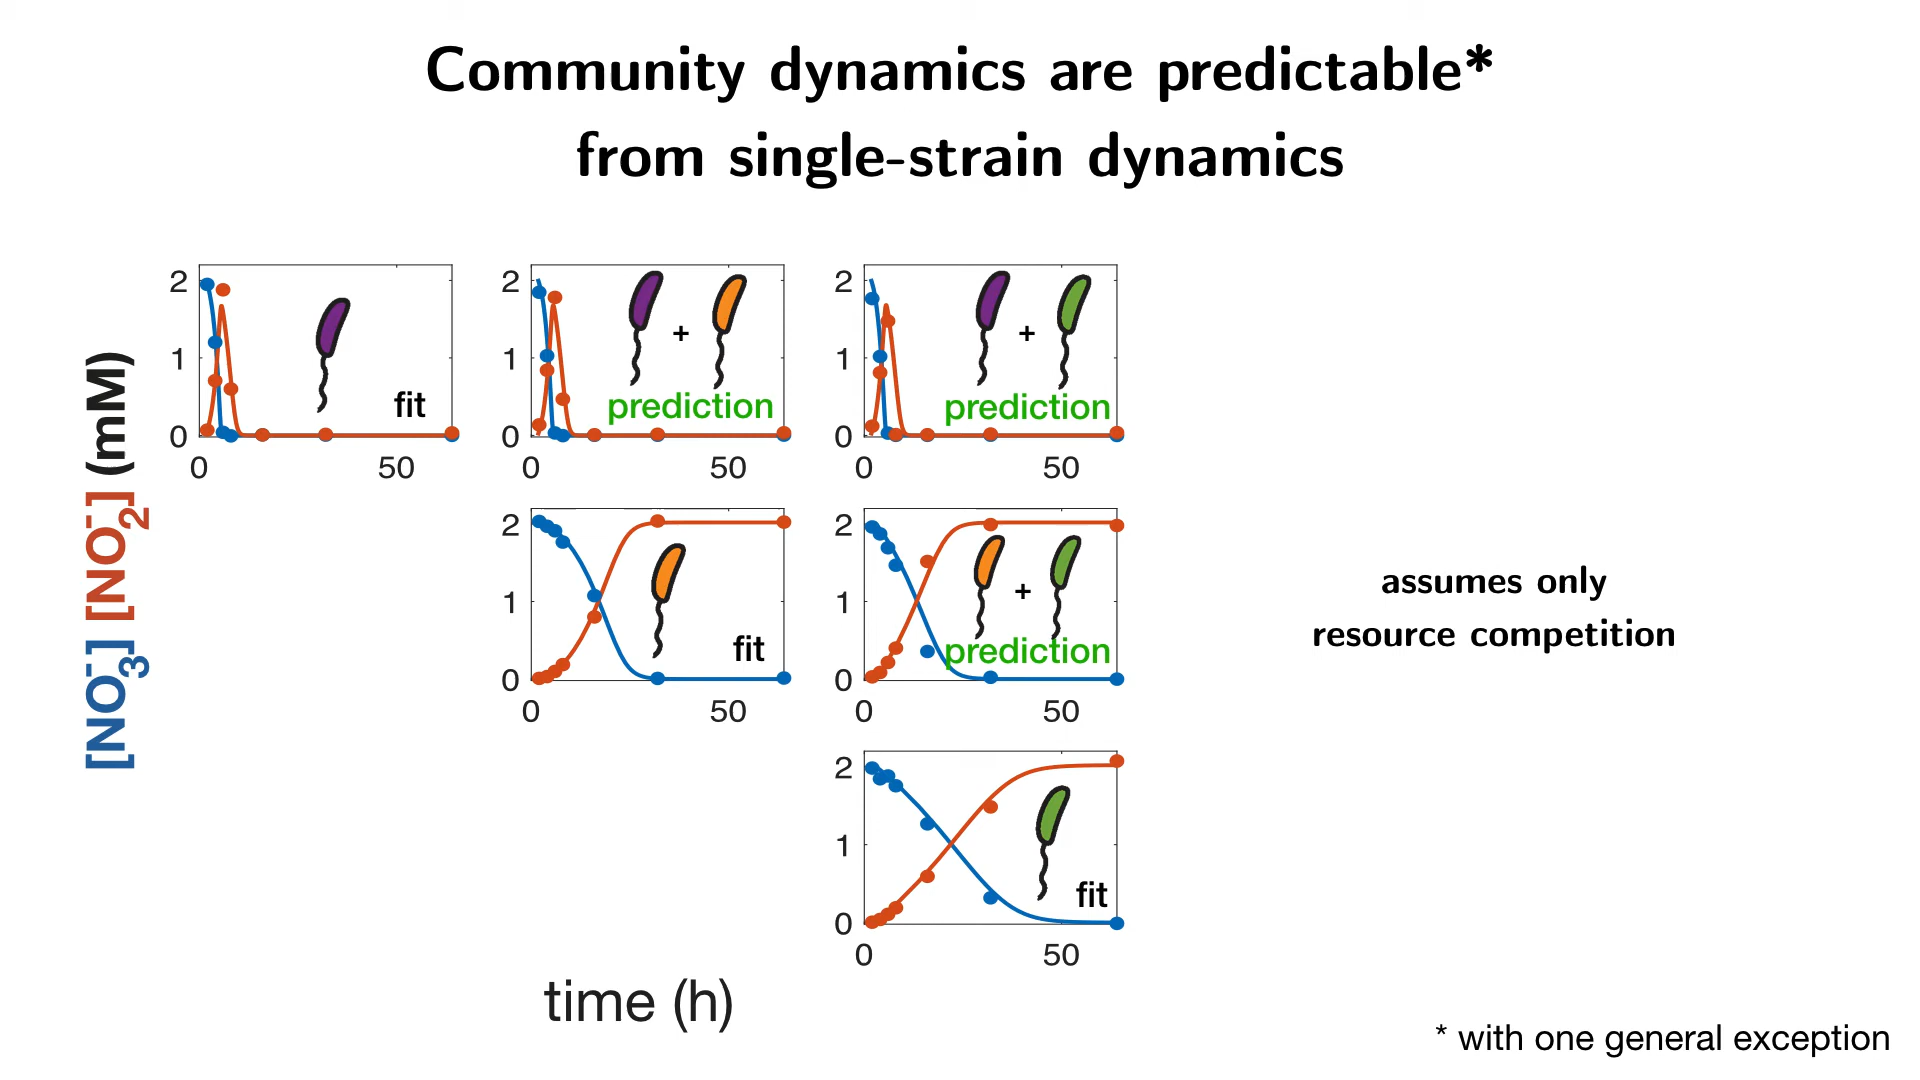 Community dynamics are predictable*
from single-strain dynamics
[NO₃⁻] [NO₂⁻] (mM)
2
1
0
0 50
fit
2
1
0
0 50
+
prediction
2
1
0
0 50
+
prediction
2
1
0
0 50
fit
2
1
0
0 50
+
prediction
assumes only
resource competition
2
1
0
0 50
fit
time (h)
* with one general exception